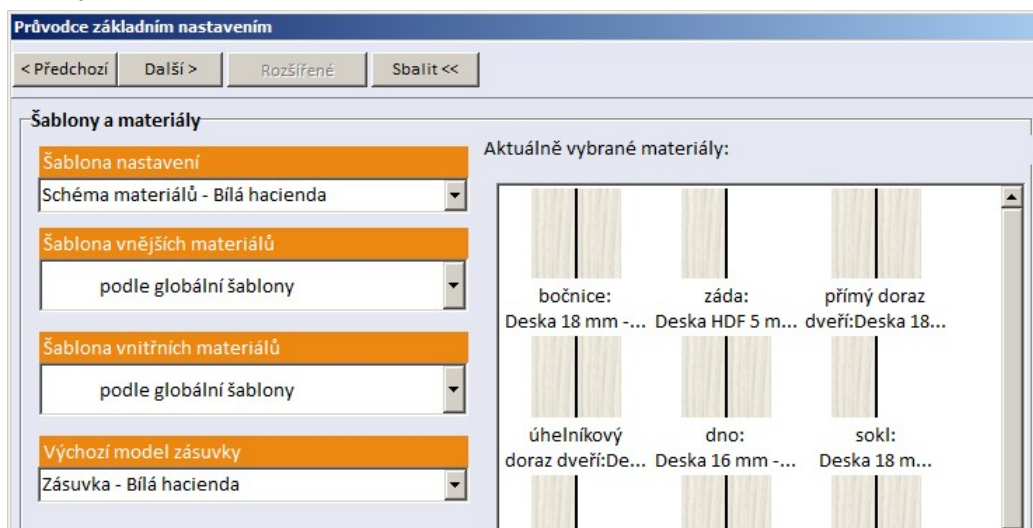 Průvodce základním nastavením
< Předchozí Další > Rozšířené Sbalit <<
Šablony a materiály
Šablona nastavení
Schéma materiálů - Bílá hacienda
Šablona vnějších materiálů
podle globální šablony
Šablona vnitřních materiálů
podle globální šablony
Výchozí model zásuvky
Zásuvka - Bílá hacienda
Aktuálně vybrané materiály:
bočnice: záda: přímý doraz
Deska 18 mm -... Deska HDF 5 m... dveří:Deska 18...
úhelníkový dno: sokl:
doraz dveří:De... Deska 16 mm -... Deska 18 m...